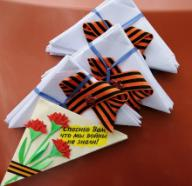 Спасибо Вам,
что мы войны
не знали!